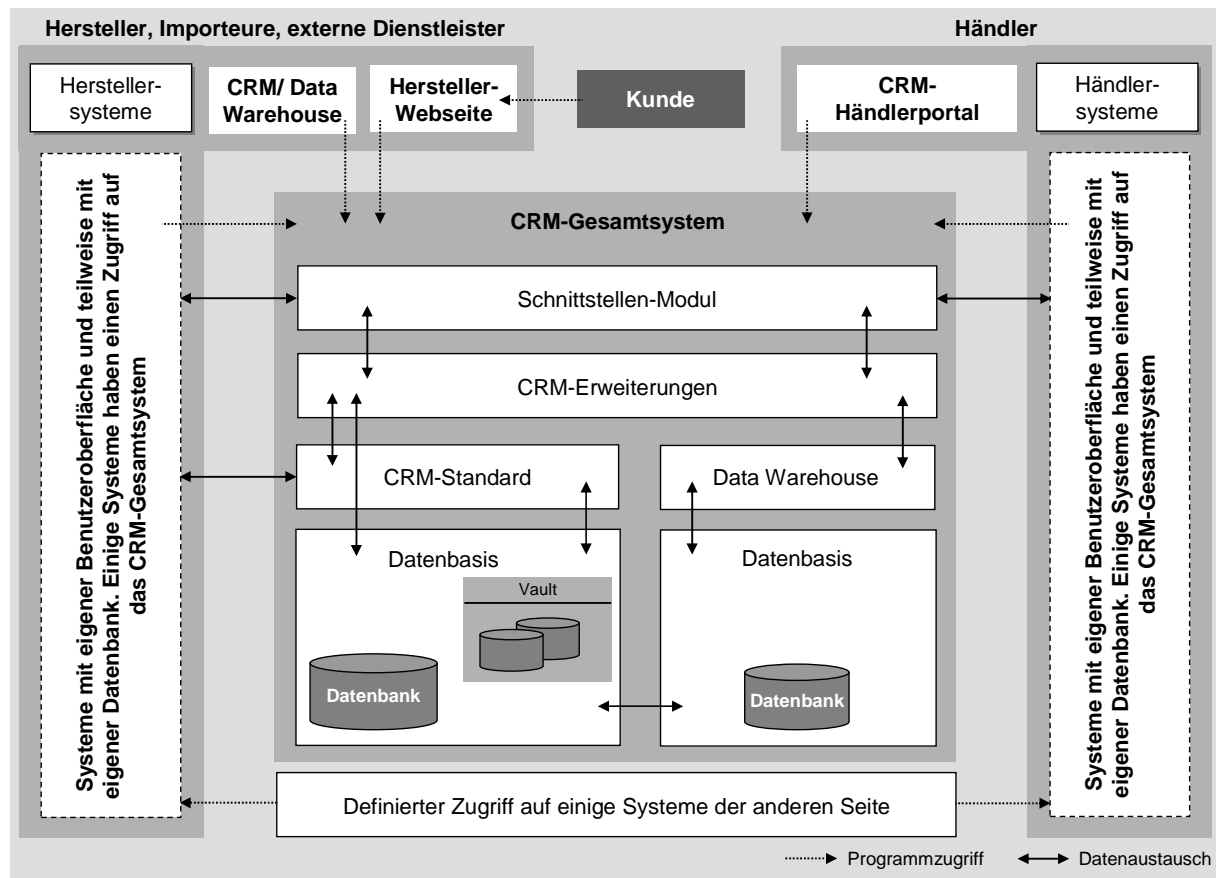 Hersteller, Importeure, externe Dienstleister
Händler
Hersteller-
systeme
CRM/ Data
Warehouse
Hersteller-
Webseite
Kunde
CRM-
Händlerportal
Händler-
systeme
Systeme mit eigener Benutzeroberfläche und teilweise mit
eigener Datenbank. Einige Systeme haben einen Zugriff auf
das CRM-Gesamtsystem
CRM-Gesamtsystem
Schnittstellen-Modul
CRM-Erweiterungen
CRM-Standard
Data Warehouse
Datenbasis
Vault
Datenbank
Datenbasis
Datenbank
Systeme mit eigener Benutzeroberfläche und teilweise mit
eigener Datenbank. Einige Systeme haben einen Zugriff auf
das CRM-Gesamtsystem
Definierter Zugriff auf einige Systeme der anderen Seite
Programmzugriff
Datenaustausch